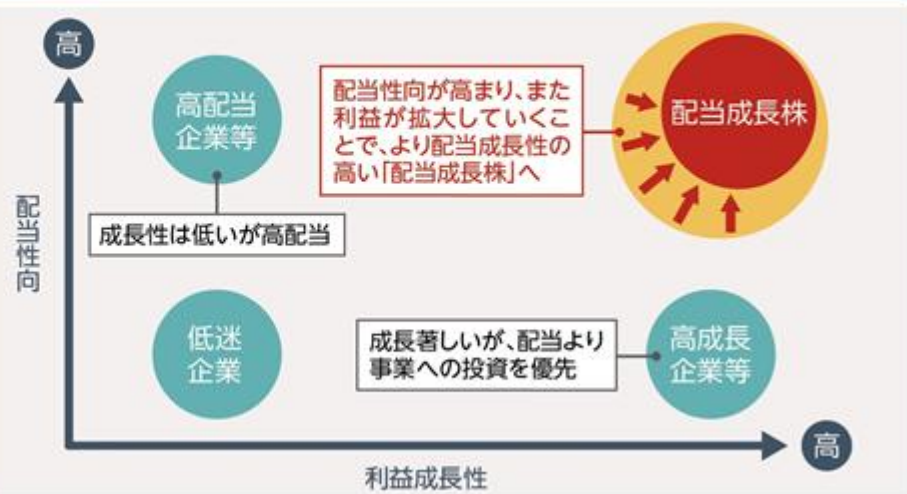 高
高配当
企業等
配当性向が高まり、また
利益が拡大していくこ
とで、より配当成長性の
高い「配当成長株」へ
配当成長株
成長性は低いが高配当
配当性向
低迷
企業
成長著しいが、配当より
事業への投資を優先
高成長
企業等
高
利益成長性